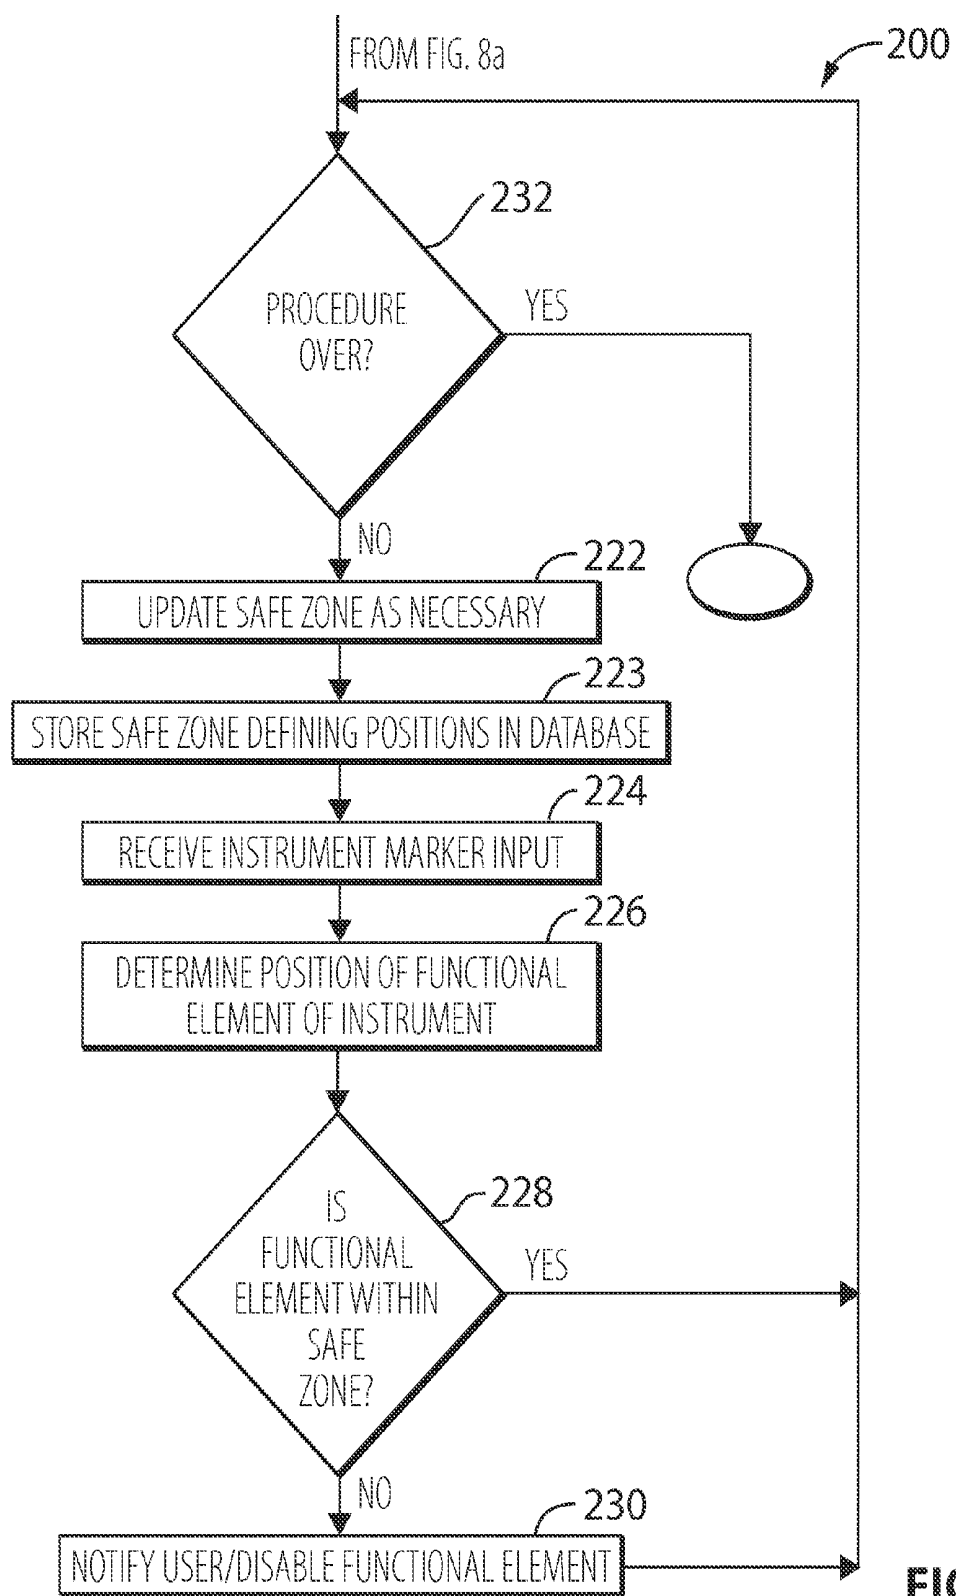 FROM FIG. 8a
200
232
PROCEDURE
OVER?
YES
NO
222
UPDATE SAFE ZONE AS NECESSARY
223
STORE SAFE ZONE DEFINING POSITIONS IN DATABASE
224
RECEIVE INSTRUMENT MARKER INPUT
226
DETERMINE POSITION OF FUNCTIONAL
ELEMENT OF INSTRUMENT
228
IS
FUNCTIONAL
ELEMENT WITHIN
SAFE
ZONE?
YES
NO
230
NOTIFY USER/DISABLE FUNCTIONAL ELEMENT